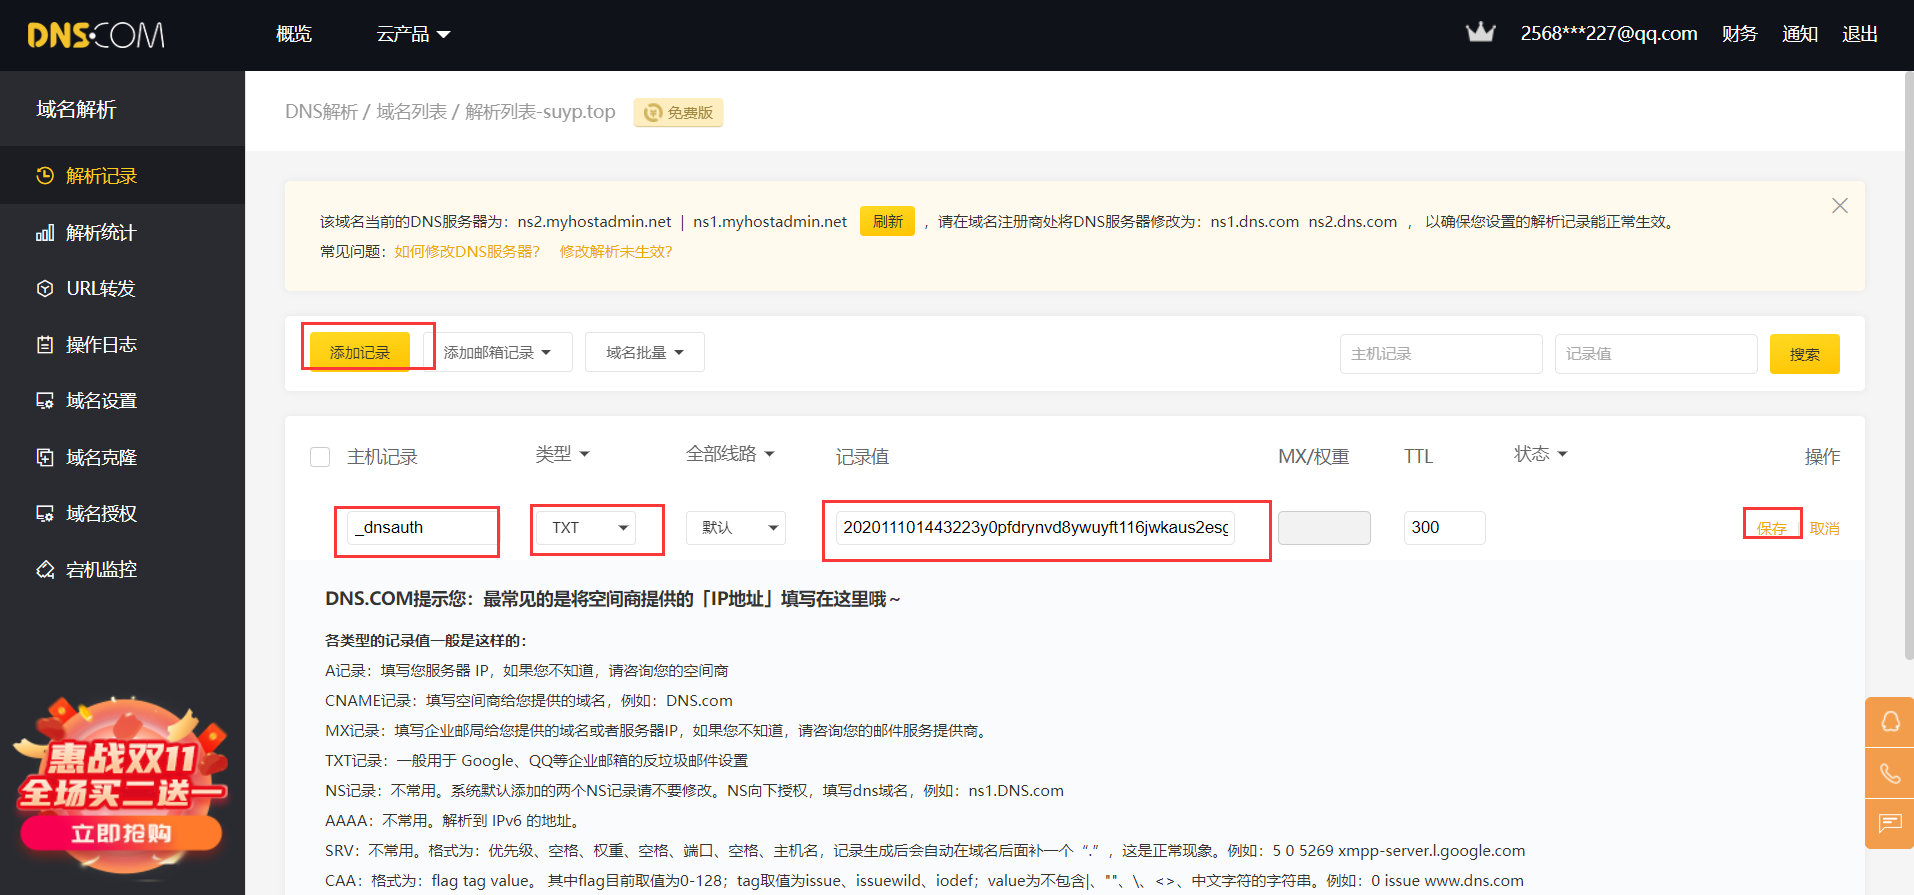 DNS.COM
概览
云产品
2568***227@qq.com
财务
通知
退出
域名解析
解析记录
解析统计
URL转发
操作日志
域名设置
域名克隆
域名授权
宕机监控
惠战双11
全场买二送一
立即抢购
DNS解析 / 域名列表 / 解析列表-suyp.top
免费版
该域名当前的DNS服务器为：ns2.myhostadmin.net | ns1.myhostadmin.net 刷新 ，请在域名注册商处将DNS服务器修改为：ns1.dns.com ns2.dns.com ，以确保您设置的解析记录能正常生效。
常见问题：如何修改DNS服务器? 修改解析未生效?
添加记录
添加邮箱记录
域名批量
主机记录
记录值
搜索
主机记录 类型 全部线路 记录值 MX/权重 TTL 状态 操作
_dnsauth TXT 默认 202011101443223y0pfdrynvd8ywuyft116jwkaus2esg 300 保存 取消
DNS.COM提示您：最常见的是将空间商提供的「IP地址」填写在这里哦～
各类型的记录值一般是这样的：
A记录：填写您服务器 IP，如果您不知道，请咨询您的空间商
CNAME记录：填写空间商给您提供的域名，例如：DNS.com
MX记录：填写企业邮局给您提供的域名或者服务器IP，如果您不知道，请咨询您的邮件服务提供商。
TXT记录：一般用于 Google、QQ等企业邮箱的反垃圾邮件设置
NS记录：不常用。系统默认添加的两个NS记录请不要修改。NS向下授权，填写dns域名，例如：ns1.DNS.com
AAAA：不常用。解析到 IPv6 的地址。
SRV：不常用。格式为：优先级、空格、权重、空格、端口、空格、主机名，记录生成后会自动在域名后面补一个“.”，这是正常现象。例如：5 0 5269 xmpp-server.l.google.com
CAA：格式为：flag tag value。 其中flag目前取值为0-128；tag取值为issue、issuewild、iodef；value为不包含|、""、\、<>、中文字符的字符串。例如：0 issue www.dns.com